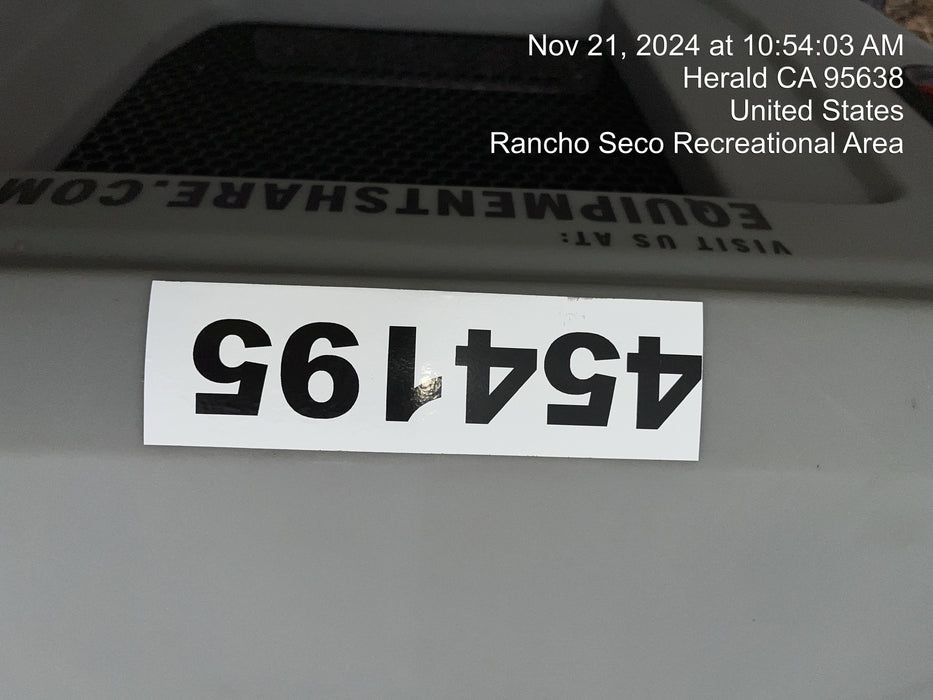 Nov 21, 2024 at 10:54:03 AM
Herald CA 95638
United States
Rancho Seco Recreational Area
454195
VISIT US AT:
EQUIPMENTSHARE.COM